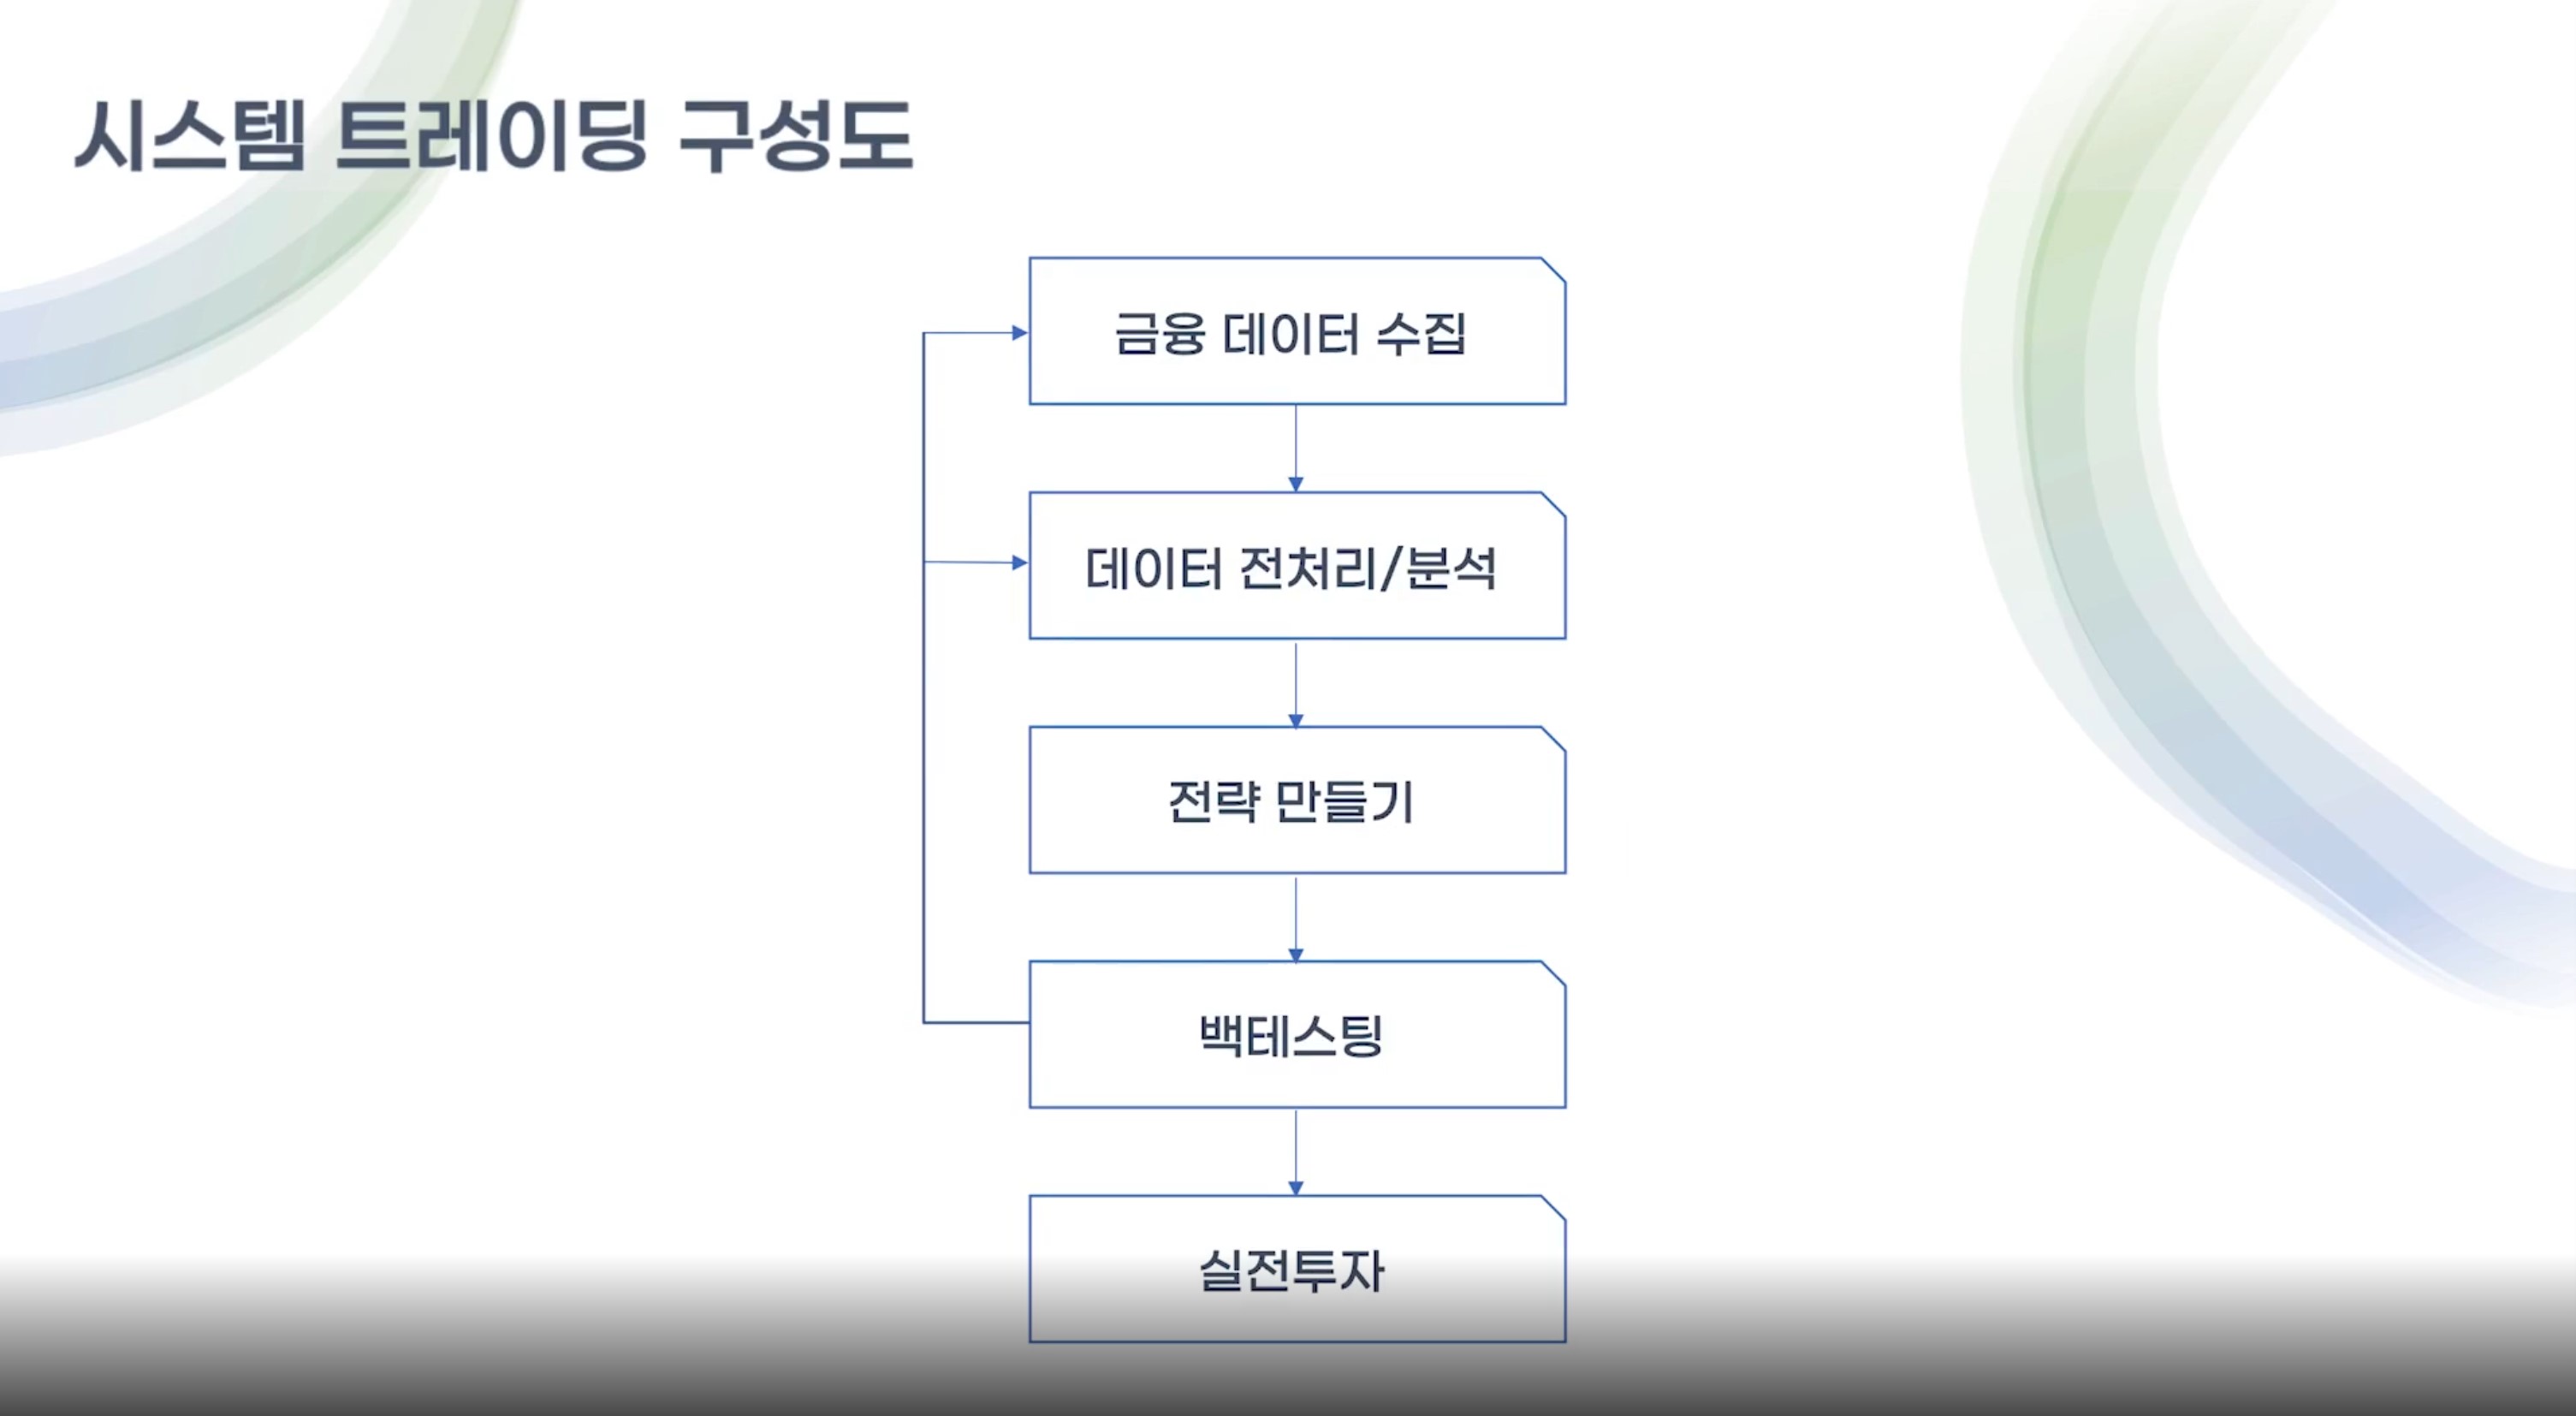 시스템 트레이딩 구성도
금융 데이터 수집
데이터 전처리/분석
전략 만들기
백테스팅
실전투자